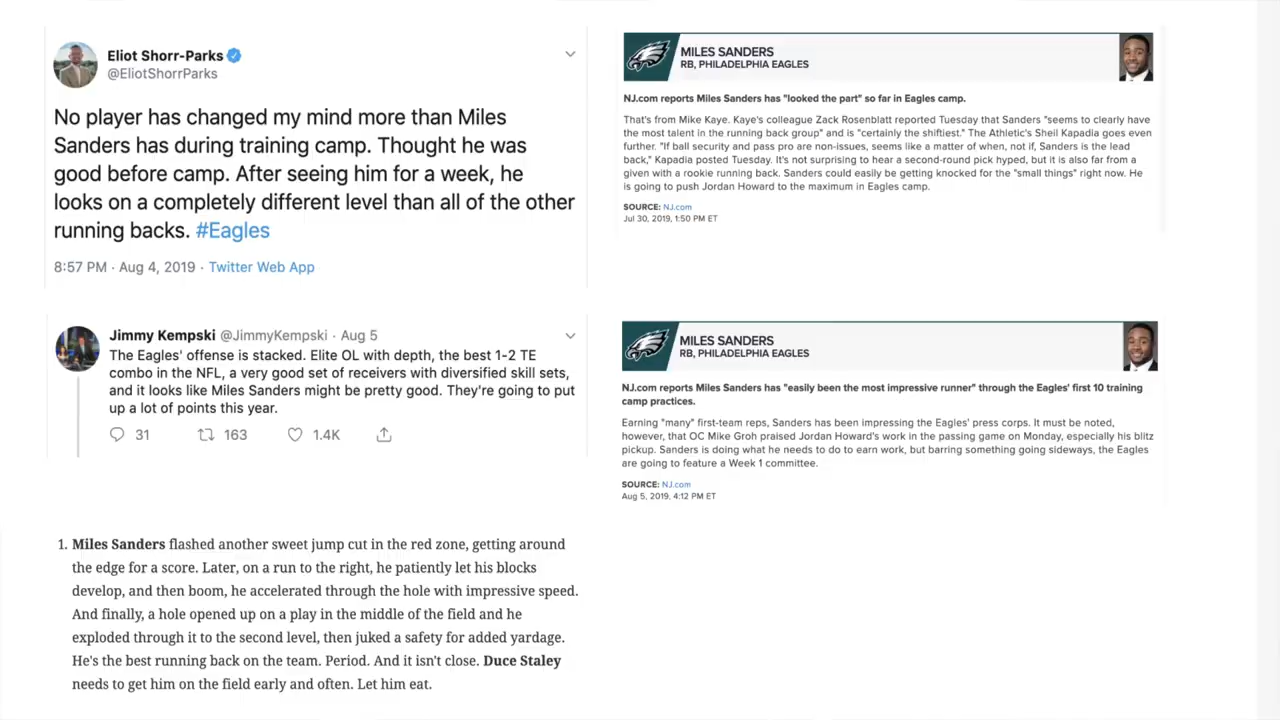 Eliot Shorr-Parks
@EliotShorrParks
No player has changed my mind more than Miles
Sanders has during training camp. Thought he was
good before camp. After seeing him for a week, he
looks on a completely different level than all of the other
running backs. #Eagles
8:57 PM · Aug 4, 2019 · Twitter Web App
Jimmy Kempski @JimmyKempski · Aug 5
The Eagles' offense is stacked. Elite OL with depth, the best 1-2 TE
combo in the NFL, a very good set of receivers with diversified skill sets,
and it looks like Miles Sanders might be pretty good. They're going to put
up a lot of points this year.
31 163 1.4K
1. Miles Sanders flashed another sweet jump cut in the red zone, getting around
the edge for a score. Later, on a run to the right, he patiently let his blocks
develop, and then boom, he accelerated through the hole with impressive speed.
And finally, a hole opened up on a play in the middle of the field and he
exploded through it to the second level, then juked a safety for added yardage.
He's the best running back on the team. Period. And it isn't close. Duce Staley
needs to get him on the field early and often. Let him eat.
MILES SANDERS
RB, PHILADELPHIA EAGLES
NJ.com reports Miles Sanders has "looked the part" so far in Eagles camp.
That's from Mike Kaye. Kaye's colleague Zack Rosenblatt reported Tuesday that Sanders "seems to clearly have
the most talent in the running back group" and is "certainly the shiftiest." The Athletic's Sheil Kapadia goes even
further. "If ball security and pass pro are non-issues, seems like a matter of when, not if, Sanders is the lead
back," Kapadia posted Tuesday. It's not surprising to hear a second-round pick hyped, but it is also far from a
given with a rookie running back. Sanders could easily be getting knocked for the "small things" right now. He
is going to push Jordan Howard to the maximum in Eagles camp.
SOURCE: NJ.com
Jul 30, 2019, 1:50 PM ET
MILES SANDERS
RB, PHILADELPHIA EAGLES
NJ.com reports Miles Sanders has "easily been the most impressive runner" through the Eagles' first 10 training
camp practices.
Earning "many" first-team reps, Sanders has been impressing the Eagles' press corps. It must be noted,
however, that OC Mike Groh praised Jordan Howard's work in the passing game on Monday, especially his blitz
pickup. Sanders is doing what he needs to do to earn work, but barring something going sideways, the Eagles
are going to feature a Week 1 committee.
SOURCE: NJ.com
Aug 5, 2019, 4:12 PM ET